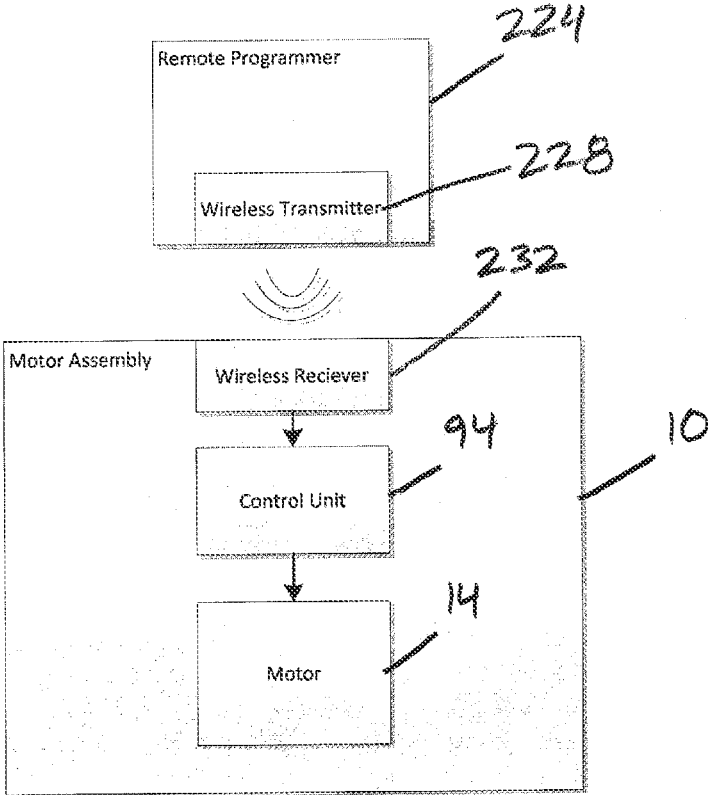 224
Remote Programmer
228
Wireless Transmitter
232
Motor Assembly
Wireless Reciever
94
10
Control Unit
14
Motor